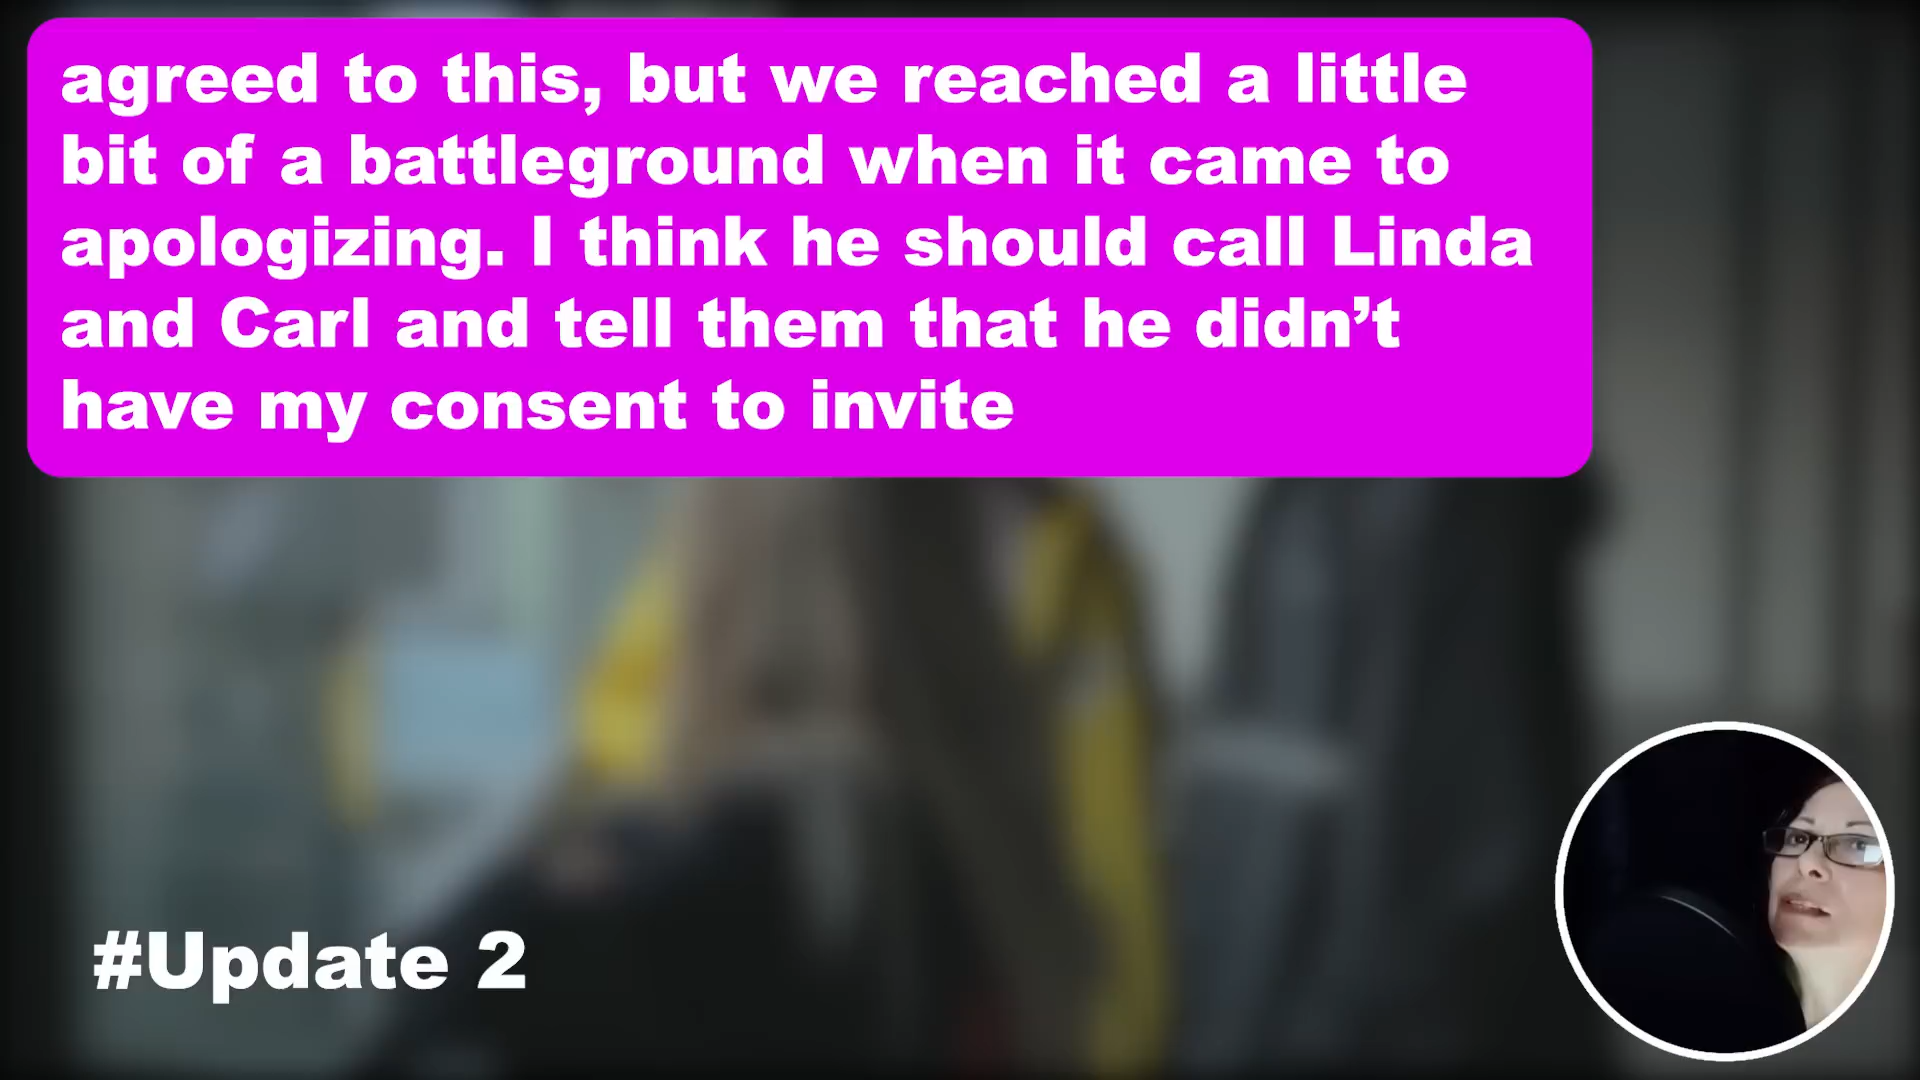 agreed to this, but we reached a little
bit of a battleground when it came to
apologizing. I think he should call Linda
and Carl and tell them that he didn’t
have my consent to invite
#Update 2